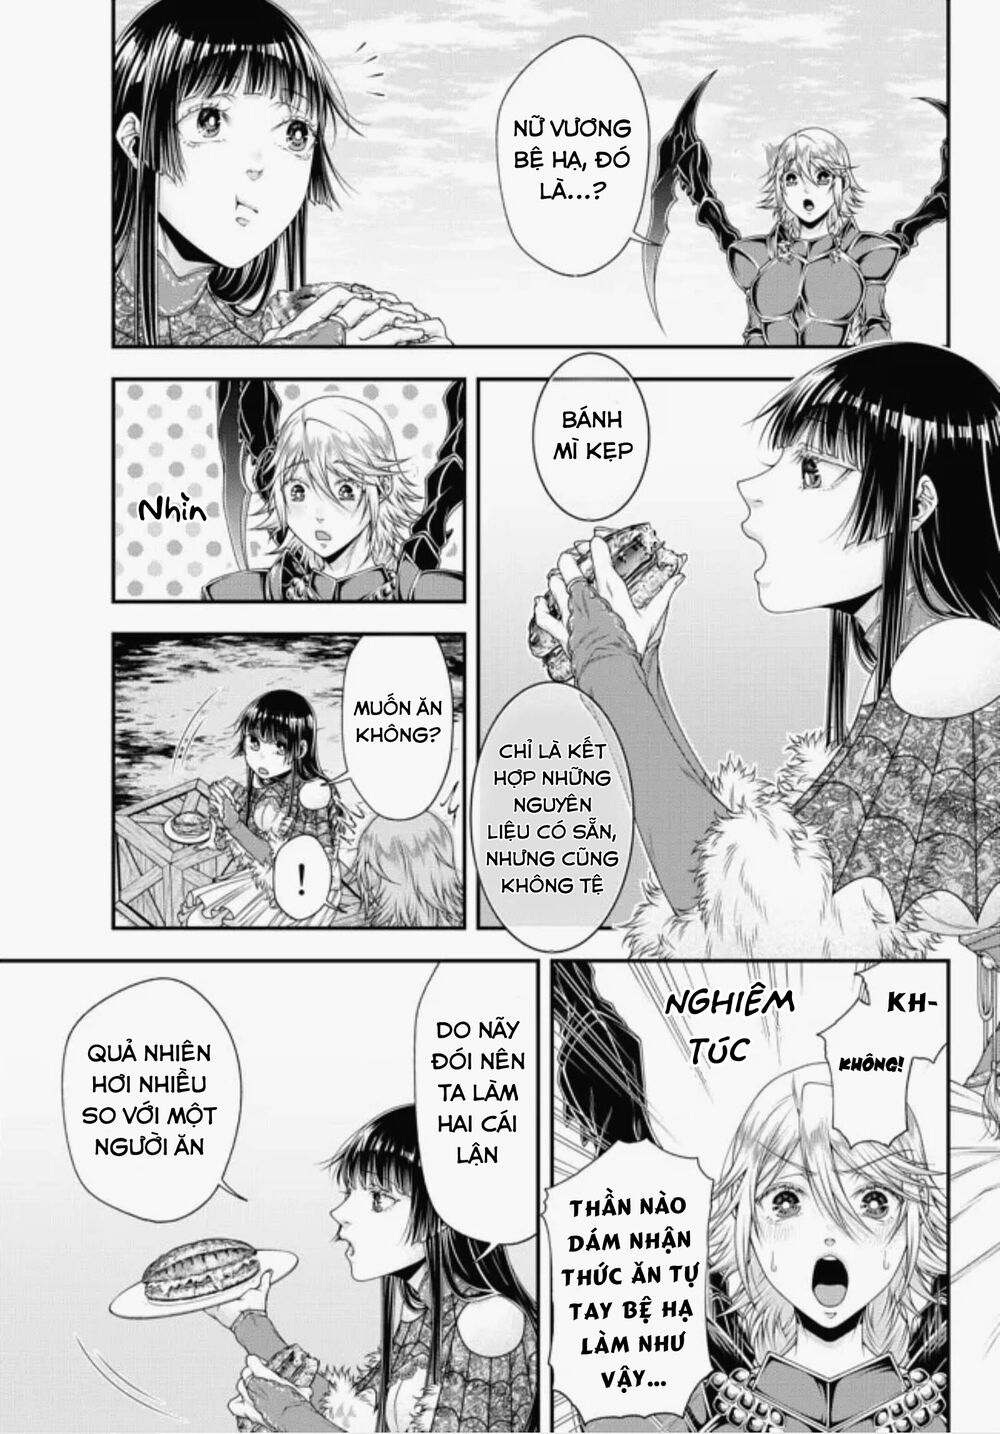 NỮ VƯƠNG
BỆ HẠ, ĐÓ
LÀ...?
BÁNH
MÌ KẸP
CHỈ LÀ KẾT
HỢP NHỮNG
NGUYÊN
LIỆU CÓ SẴN,
NHƯNG CŨNG
KHÔNG TỆ
Nhìn
MUỐN ĂN
KHÔNG?
!
KH-
KHÔNG!
NGHIÊM
TÚC
THẦN NÀO
DÁM NHẬN
THỨC ĂN TỰ
TAY BỆ HẠ
LÀM NHƯ
VẬY...
DO NÃY
ĐÓI NÊN
TA LÀM
HAI CÁI
LẬN
QUẢ NHIÊN
HƠI NHIỀU
SO VỚI MỘT
NGƯỜI ĂN